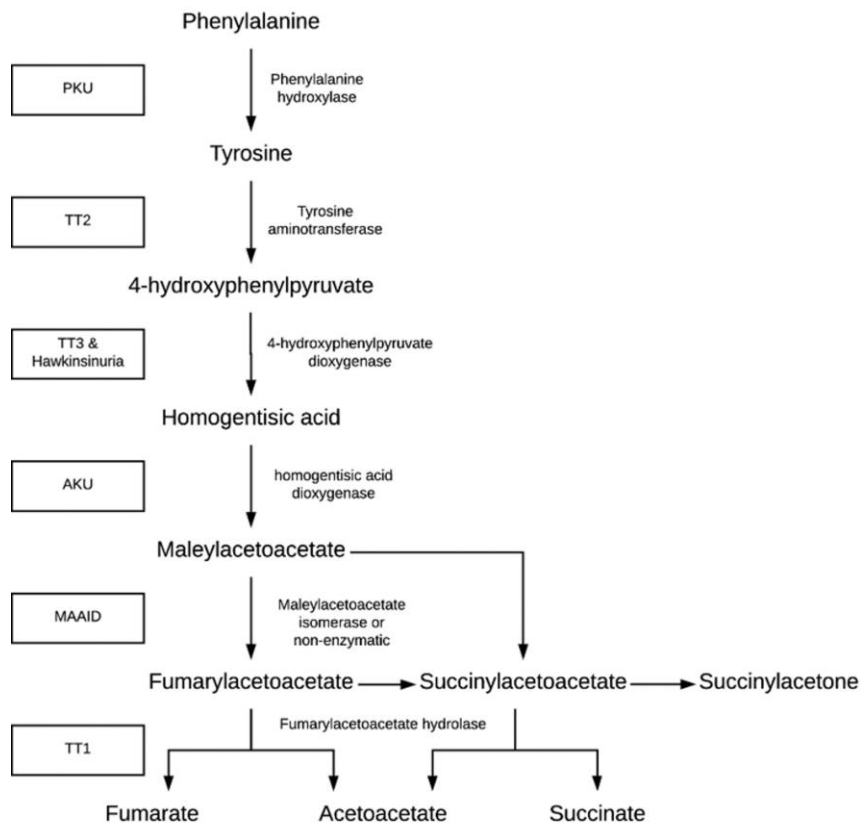 Phenylalanine
PKU
Phenylalanine
hydroxylase
Tyrosine
TT2
Tyrosine
aminotransferase
4-hydroxyphenylpyruvate
TT3 &
Hawkinsinuria
4-hydroxyphenylpyruvate
dioxygenase
Homogentisic acid
AKU
homogentisic acid
dioxygenase
Maleylacetoacetate
MAAID
Maleylacetoacetate
isomerase or
non-enzymatic
Fumarylacetoacetate
Succinylacetoacetate
Succinylacetone
TT1
Fumarylacetoacetate hydrolase
Fumarate
Acetoacetate
Succinate